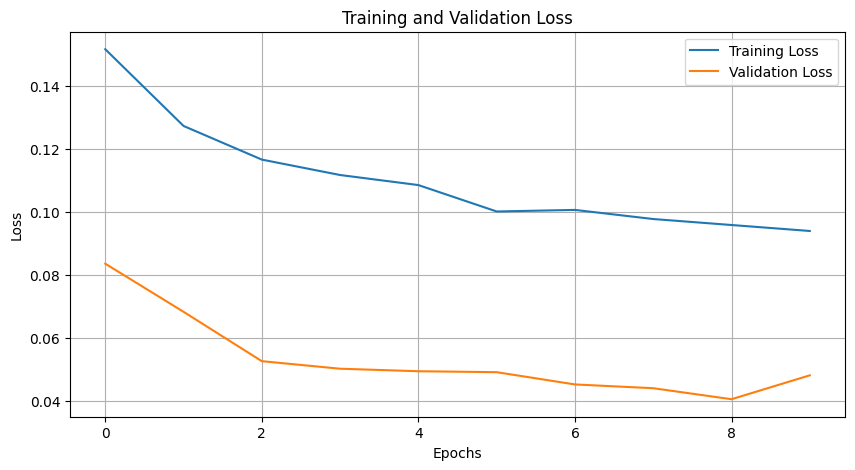 Training and Validation Loss
Training Loss
Validation Loss
0.14
0.12
0.10
0.08
0.06
0.04
Loss
0 2 4 6 8
Epochs